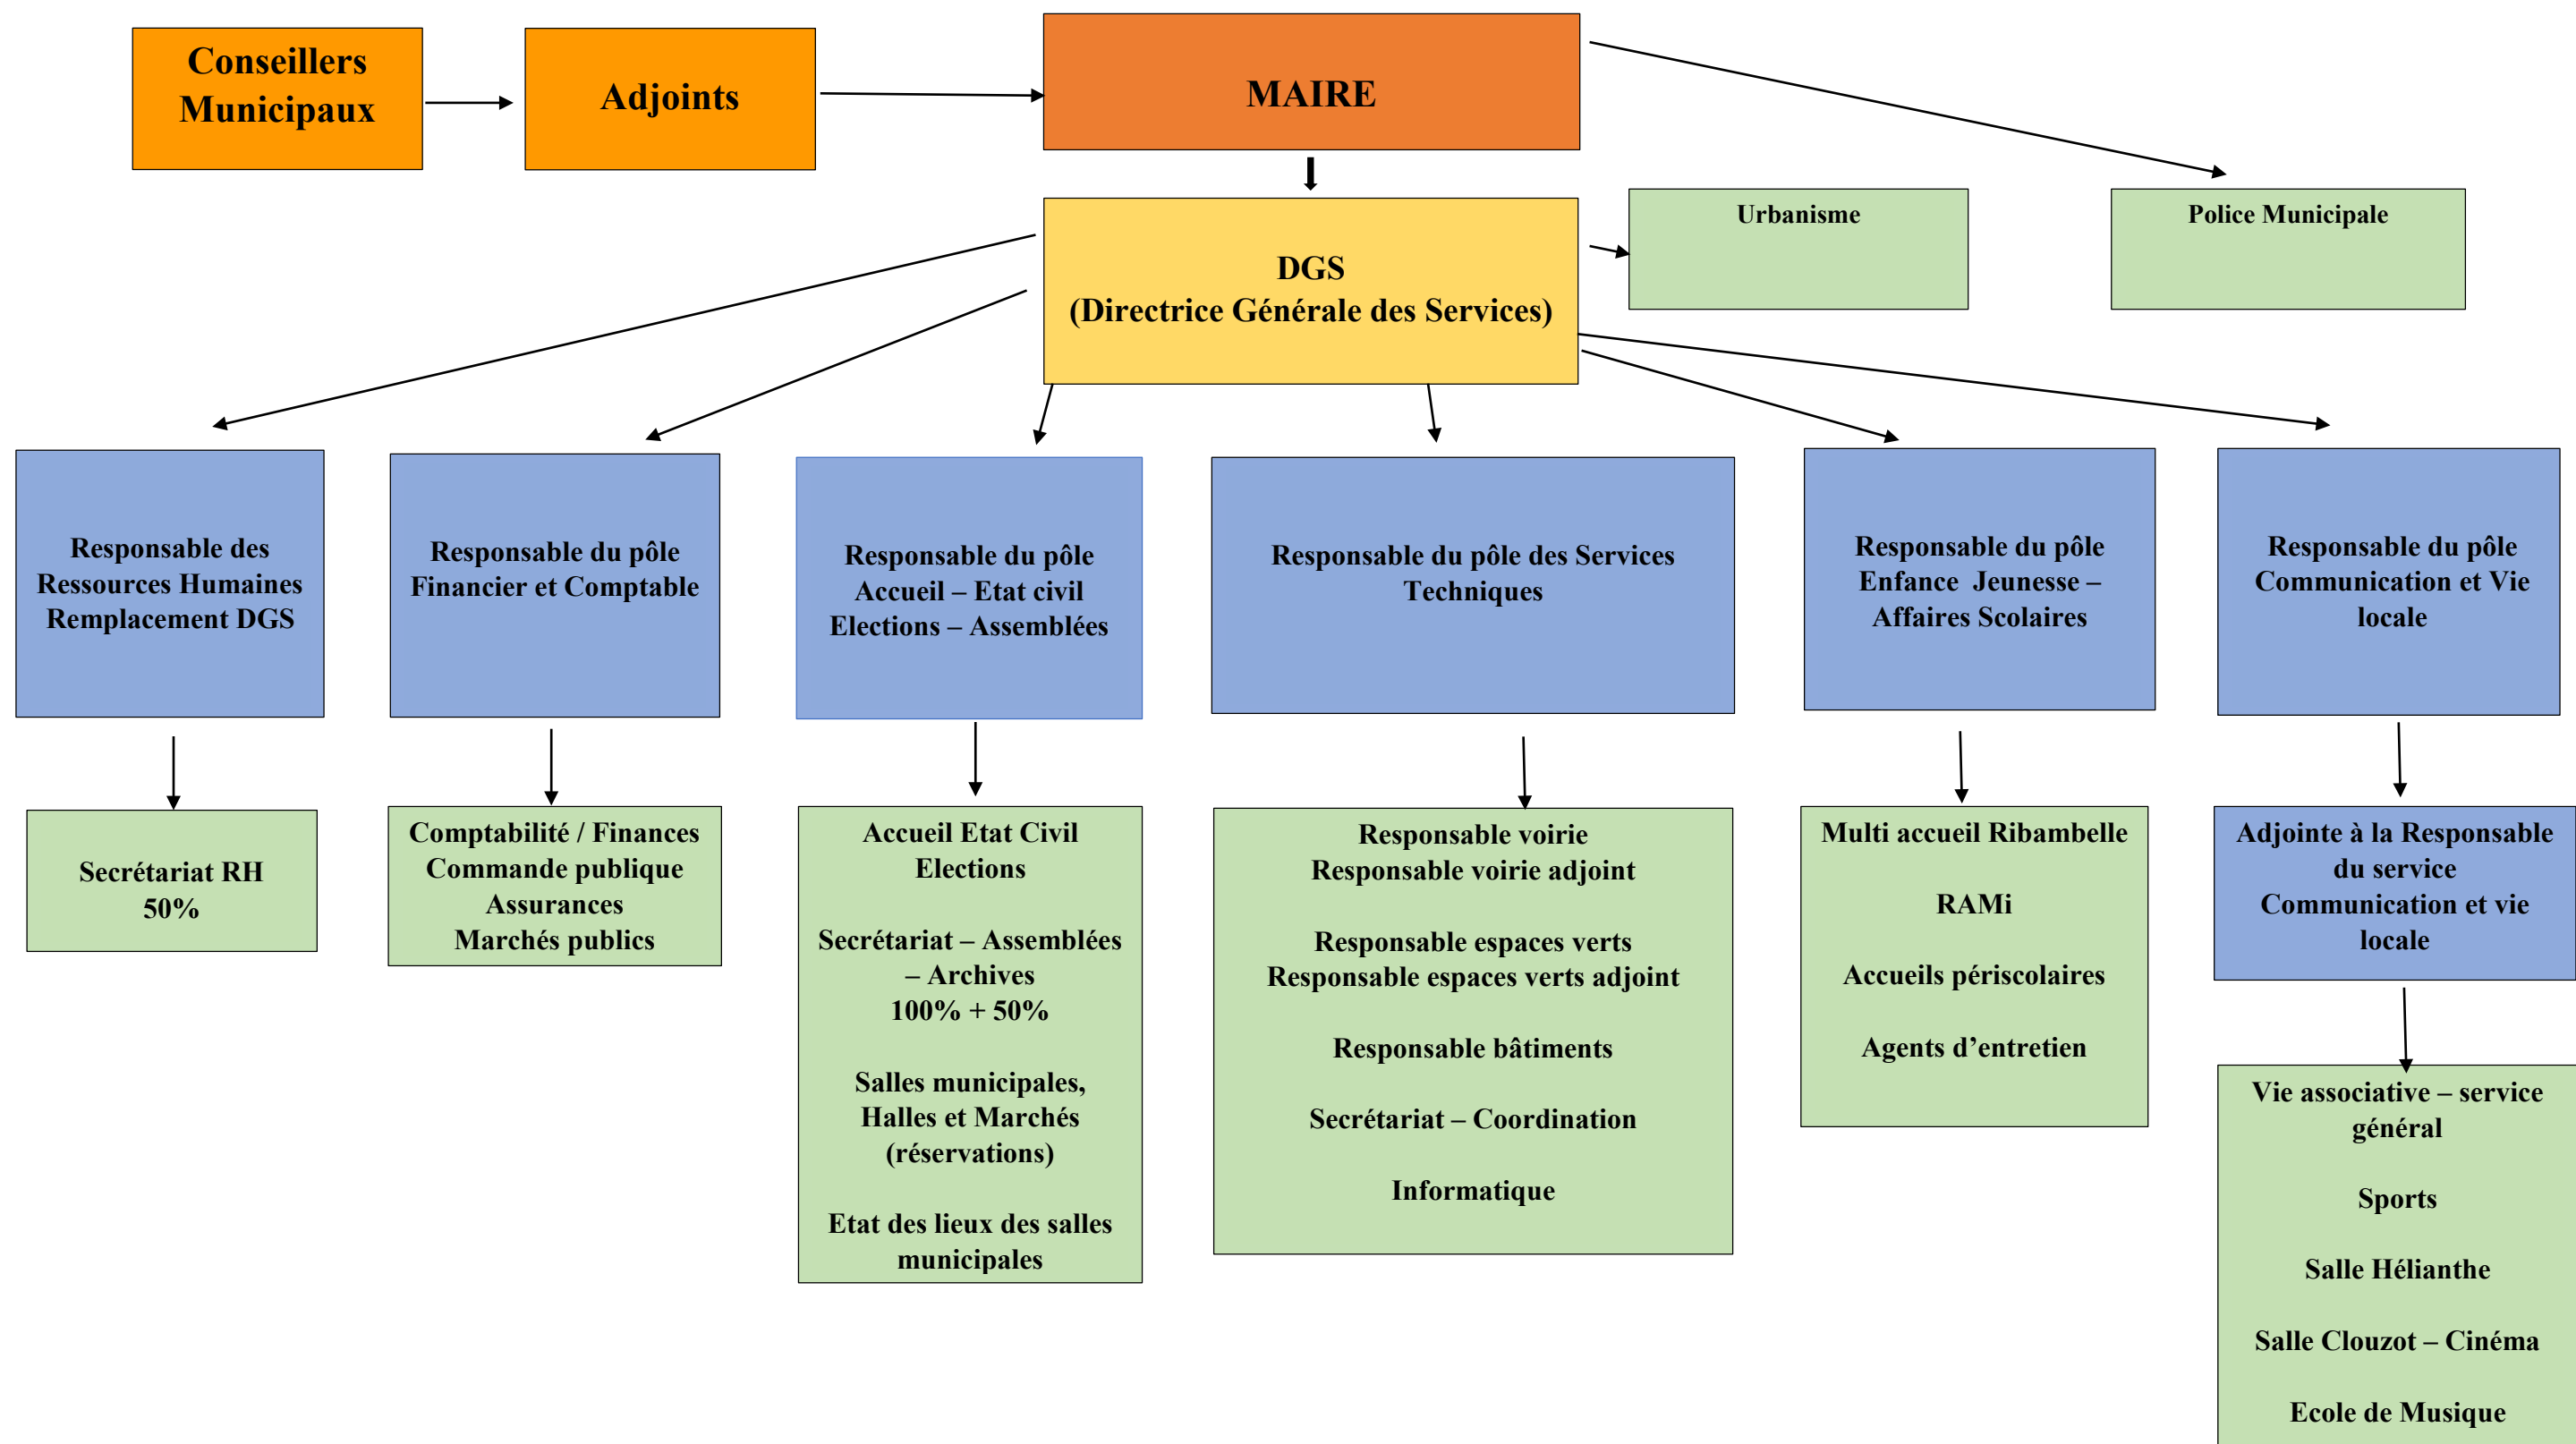 Conseillers
Municipaux
Adjoints
MAIRE
Urbanisme
Police Municipale
DGS
(Directrice Générale des Services)
Responsable des
Ressources Humaines
Remplacement DGS
Responsable du pôle
Financier et Comptable
Responsable du pôle
Accueil – Etat civil
Elections – Assemblées
Responsable du pôle des Services
Techniques
Responsable du pôle
Enfance Jeunesse –
Affaires Scolaires
Responsable du pôle
Communication et Vie
locale
Secrétariat RH
50%
Comptabilité / Finances
Commande publique
Assurances
Marchés publics
Accueil Etat Civil
Elections
Secrétariat – Assemblées
– Archives
100% + 50%
Salles municipales,
Halles et Marchés
(réservations)
Etat des lieux des salles
municipales
Responsable voirie
Responsable voirie adjoint
Responsable espaces verts
Responsable espaces verts adjoint
Responsable bâtiments
Secrétariat – Coordination
Informatique
Multi accueil Ribambelle
RAMi
Accueils périscolaires
Agents d’entretien
Adjointe à la Responsable
du service
Communication et vie
locale
Vie associative – service
général
Sports
Salle Hélianthe
Salle Clouzot – Cinéma
Ecole de Musique